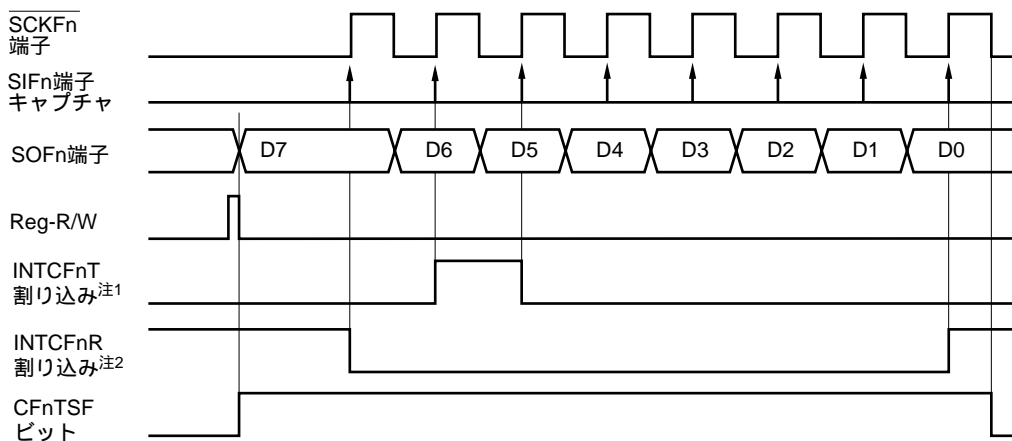 SCKFn
端子
SIFn端子
キャプチャ
SOFn端子
D7
D6
D5
D4
D3
D2
D1
D0
Reg-R/W
INTCFnT
割り込み注1
INTCFnR
割り込み注2
CFnTSF
ビット